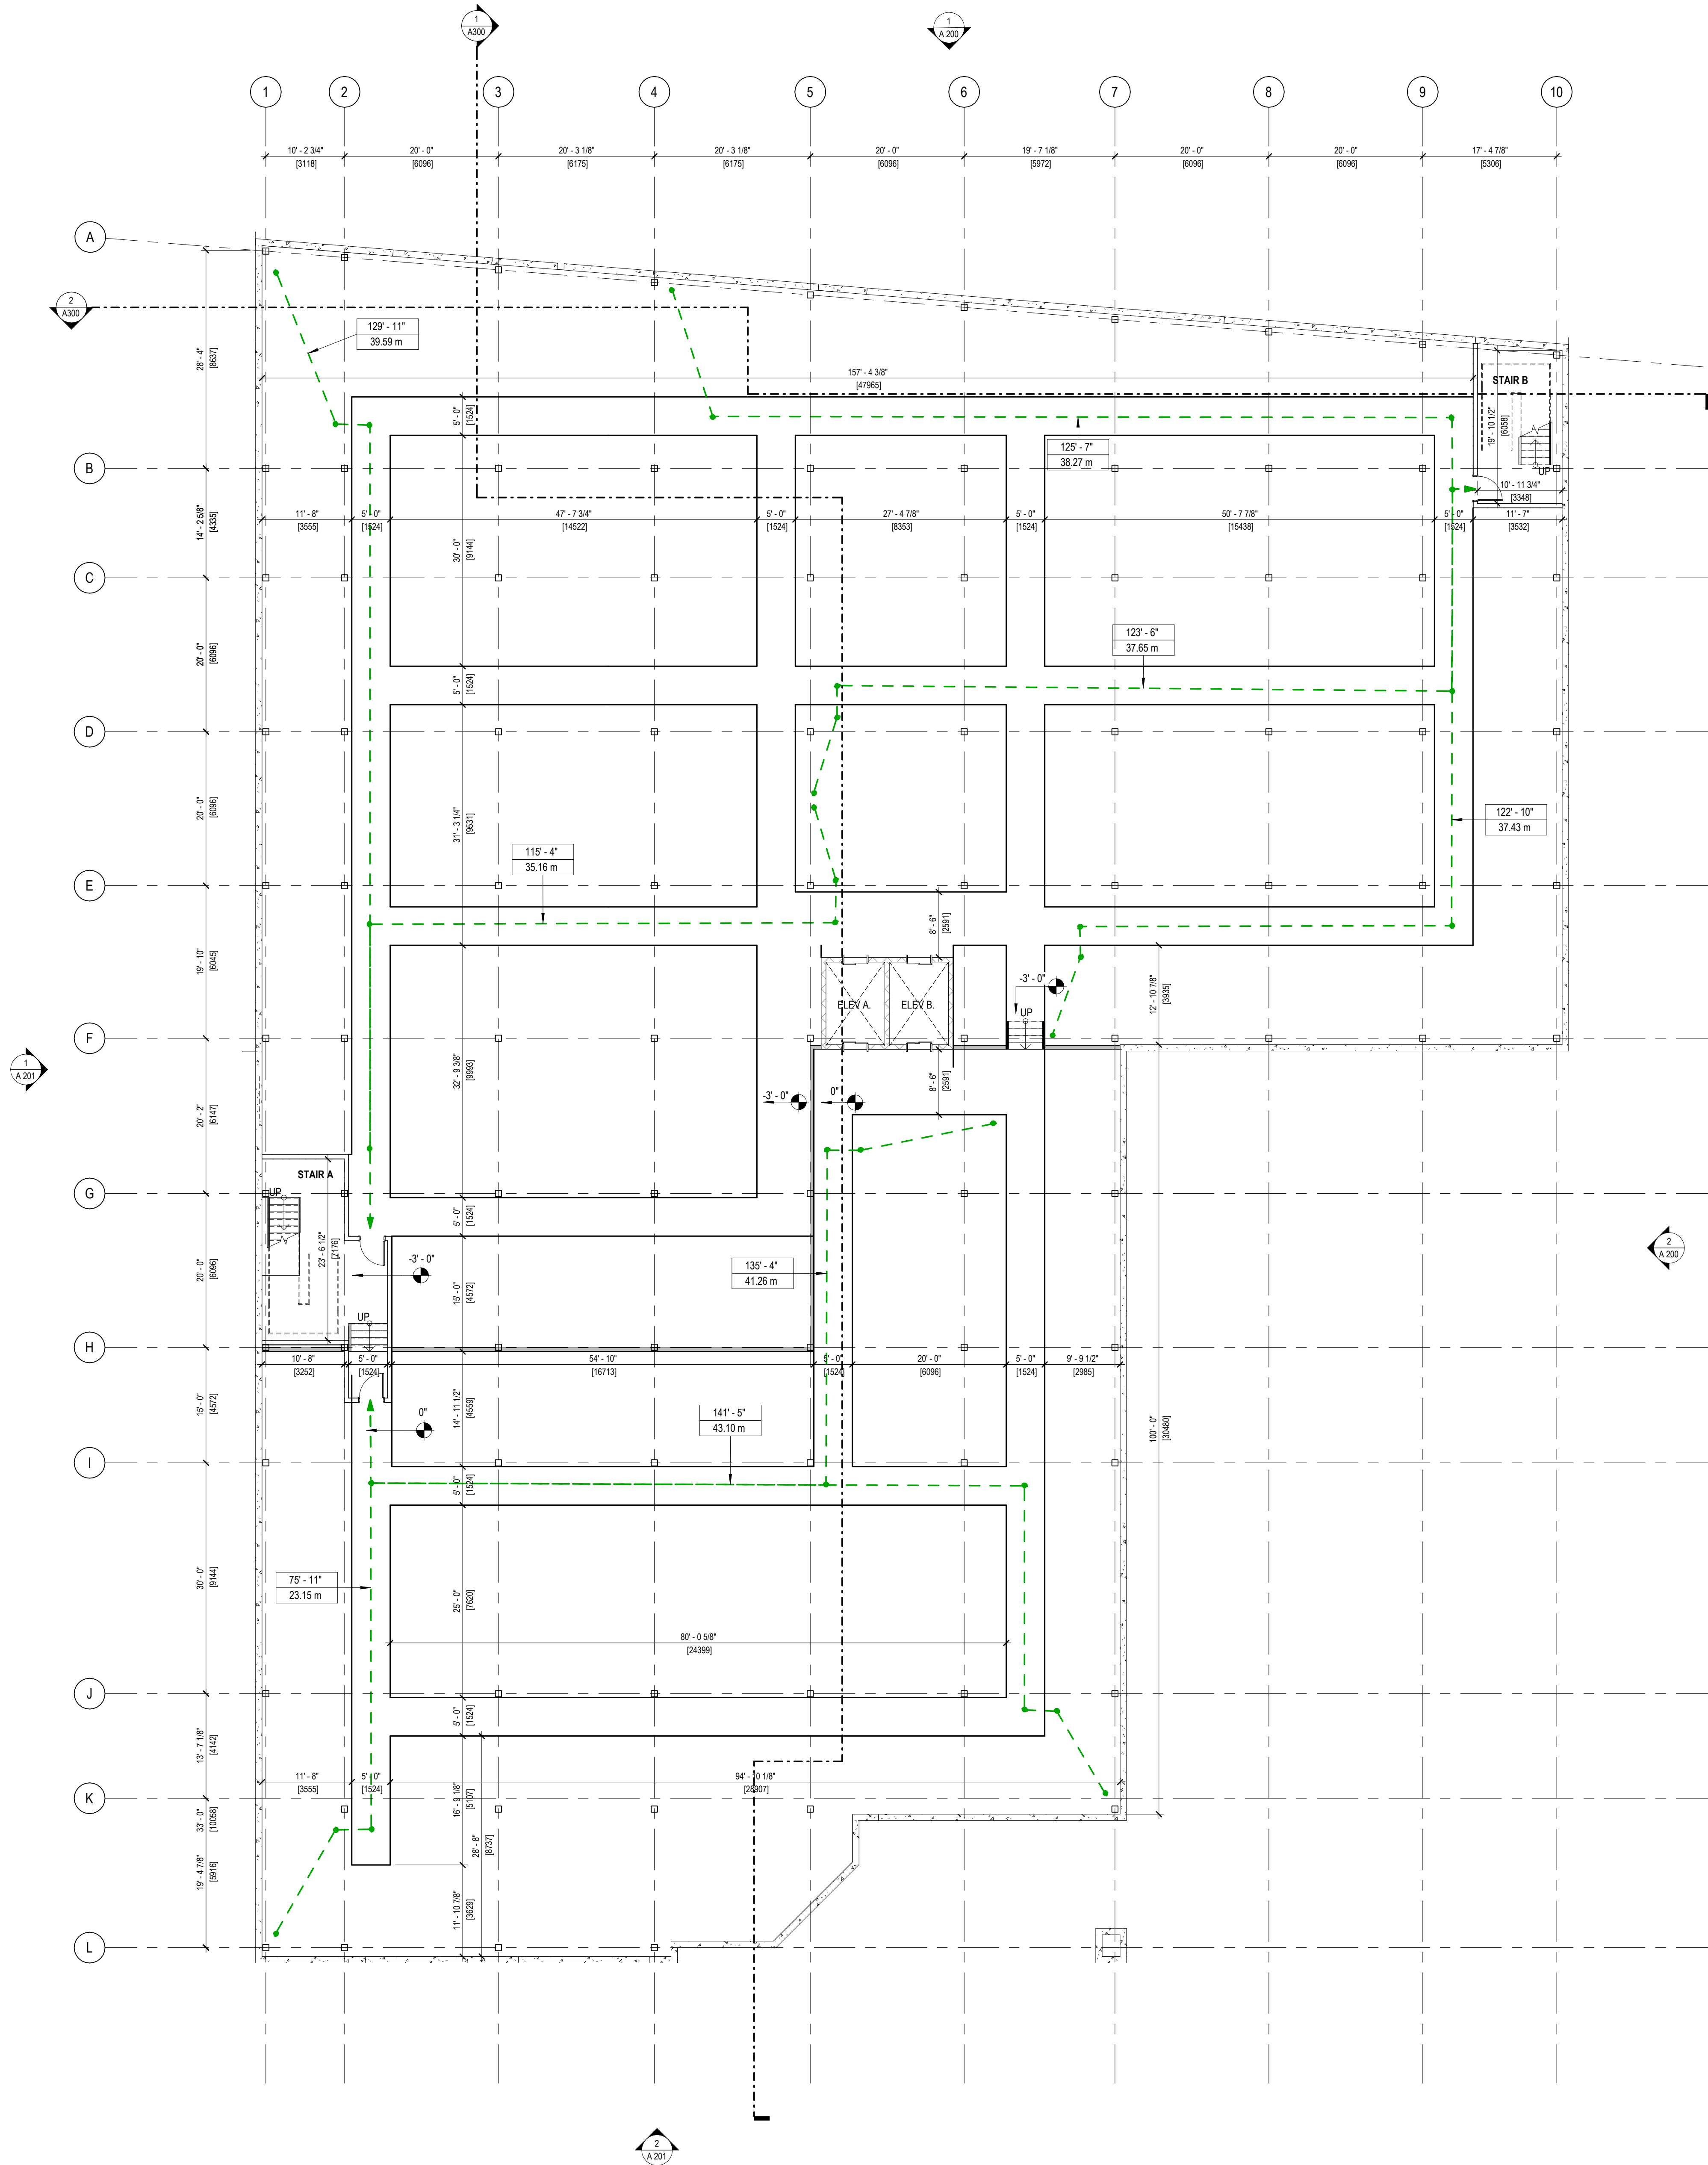 1
A300
1
A 200
1
2
3
4
5
6
7
8
9
10
10' - 2 3/4"
[3118]
20' - 0"
[6096]
20' - 3 1/8"
[6175]
20' - 3 1/8"
[6175]
20' - 0"
[6096]
19' - 7 1/8"
[5972]
20' - 0"
[6096]
20' - 0"
[6096]
17' - 4 7/8"
[5306]
A
2
A300
129' - 11"
39.59 m
28' - 4"
[8637]
157' - 4 3/8"
[47965]
STAIR B
19' - 10 1/2"
[6058]
5' - 0"
[1524]
125' - 7"
38.27 m
B
UP
10' - 11 3/4"
[3348]
14' - 2 5/8"
[4335]
11' - 8"
[3555]
5' - 0"
[1524]
47' - 7 3/4"
[14522]
5' - 0"
[1524]
27' - 4 7/8"
[8353]
5' - 0"
[1524]
50' - 7 7/8"
[15438]
5' - 0"
[1524]
11' - 7"
[3532]
30' - 0"
[9144]
C
20' - 0"
[6096]
123' - 6"
37.65 m
5' - 0"
[1524]
D
20' - 0"
[6096]
31' - 3 1/4"
[9531]
122' - 10"
37.43 m
115' - 4"
35.16 m
E
8' - 6"
[2591]
19' - 10"
[6045]
-3' - 0"
12' - 10 7/8"
[3935]
ELEV A.
ELEV B.
UP
F
1
A 201
32' - 9 3/8"
[9993]
8' - 6"
[2591]
-3' - 0"
0"
20' - 2"
[6147]
STAIR A
G
UP
5' - 0"
[1524]
23' - 6 1/2"
[7176]
2
A 200
20' - 0"
[6096]
-3' - 0"
15' - 0"
[4572]
135' - 4"
41.26 m
UP
H
10' - 8"
[3252]
5' - 0"
[1524]
54' - 10"
[16713]
5' - 0"
[1524]
20' - 0"
[6096]
5' - 0"
[1524]
9' - 9 1/2"
[2985]
15' - 0"
[4572]
14' - 11 1/2"
[4559]
0"
141' - 5"
43.10 m
100' - 0"
[30480]
I
5' - 0"
[1524]
30' - 0"
[9144]
75' - 11"
23.15 m
25' - 0"
[7620]
80' - 0 5/8"
[24399]
J
5' - 0"
[1524]
13' - 7 1/8"
[4142]
11' - 8"
[3555]
5' - 0"
[1524]
94' - 10 1/8"
[28907]
K
16' - 9 1/8"
[5107]
33' - 0"
[10058]
28' - 8"
[8737]
19' - 4 7/8"
[5916]
11' - 10 7/8"
[3629]
L
2
A 201